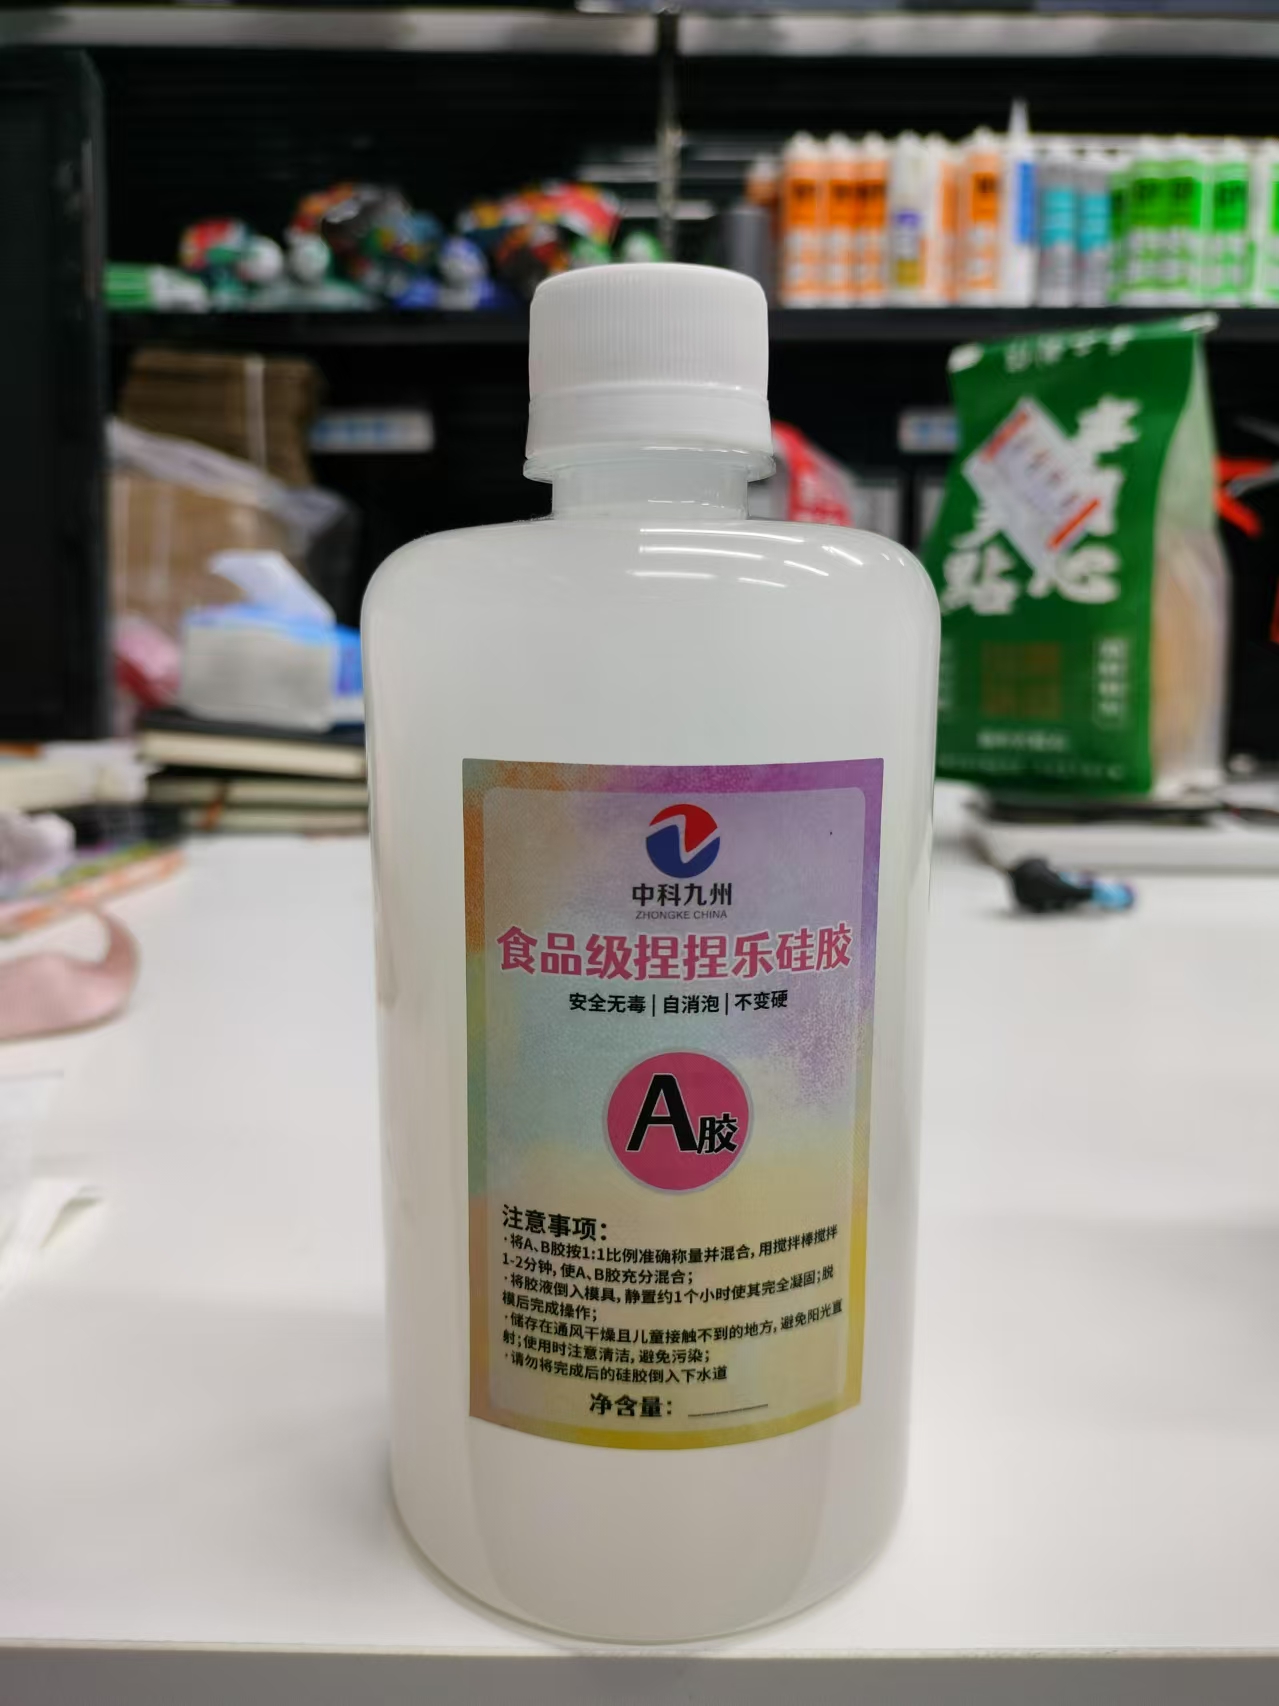 中科九州
ZHONGKE CHINA
食品级捏捏乐硅胶
安全无毒|自消泡|不变硬
A胶
注意事项：
·将A、B胶按1:1比例准确称量并混合，用搅拌棒搅拌
1-2分钟，使A、B胶充分混合；
·将胶液倒入模具，静置约1个小时使其完全凝固；脱
模后完成操作；
·储存在通风干燥且儿童接触不到的地方，避免阳光直
射；使用时注意清洁，避免污染；
·请勿将完成后的硅胶倒入下水道
净含量：________
点心